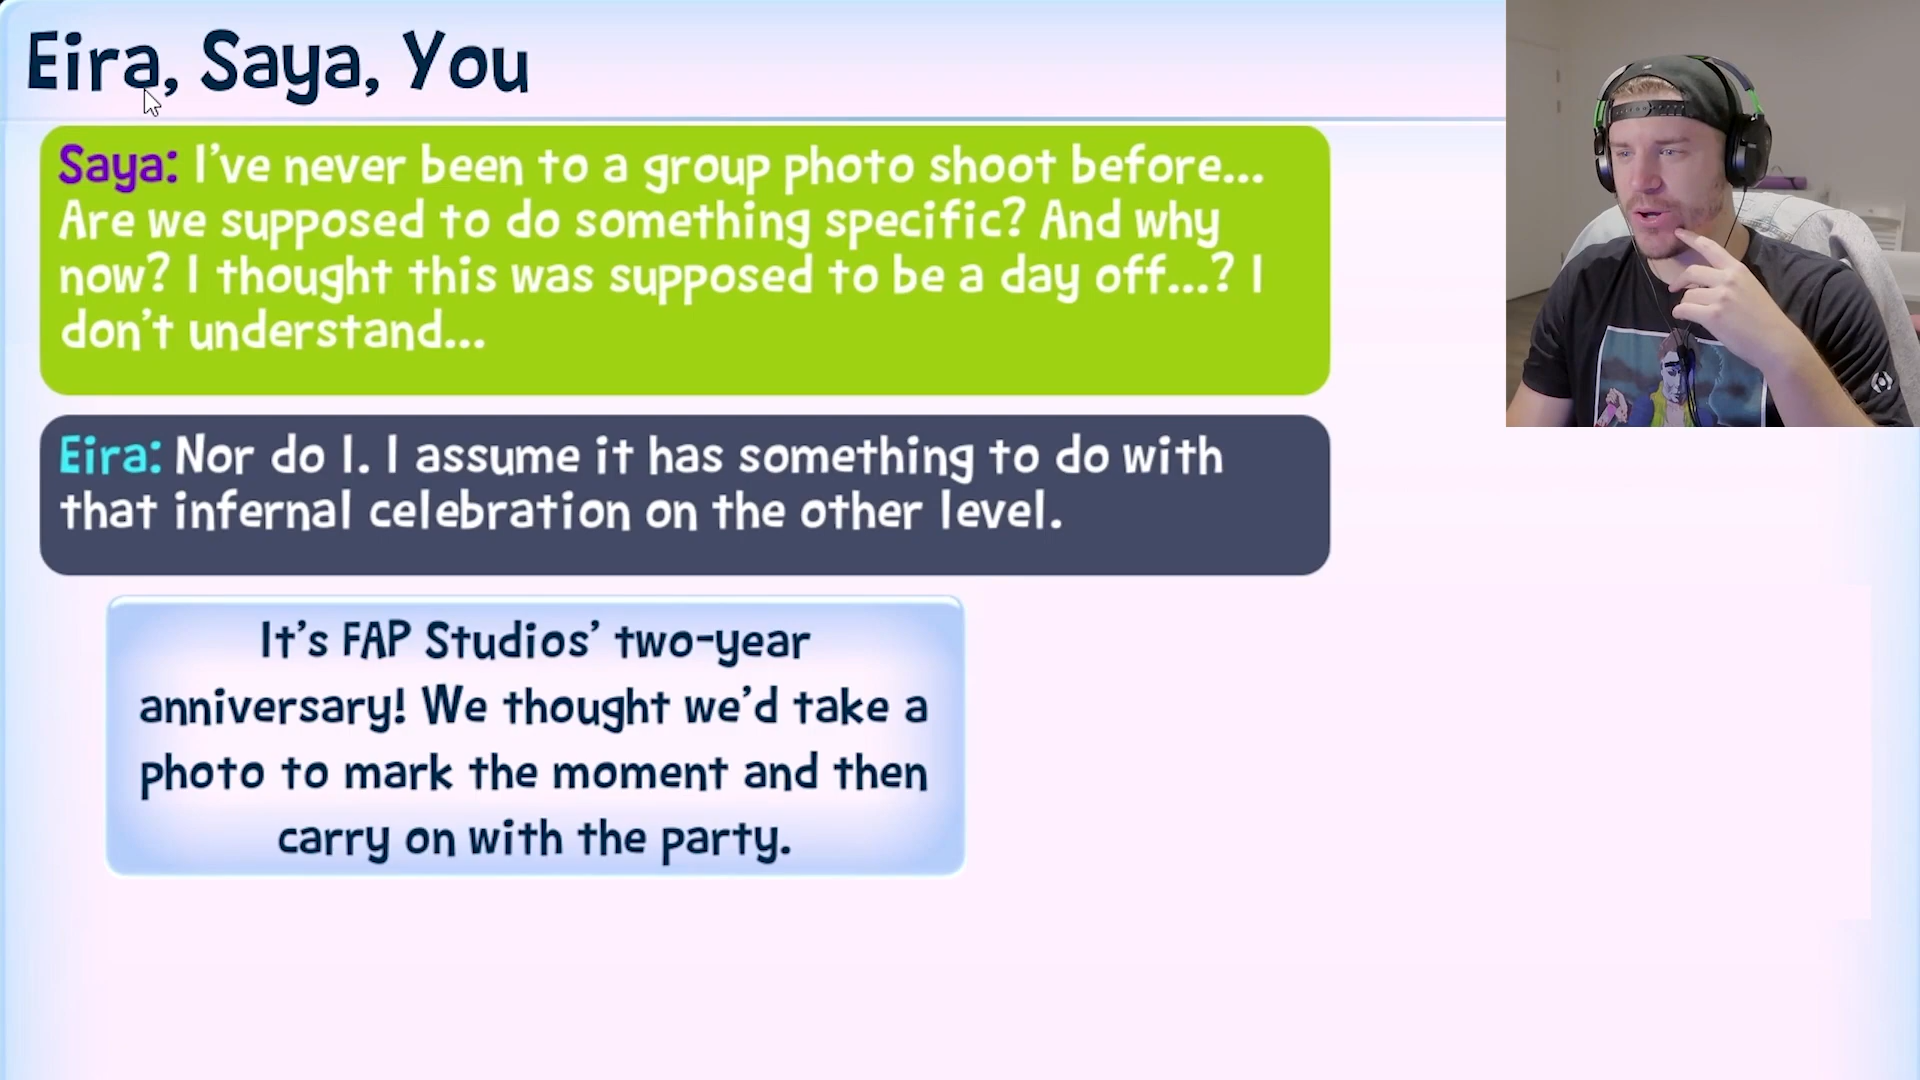 Eira, Saya, You
Saya: I've never been to a group photo shoot before...
Are we supposed to do something specific? And why
now? I thought this was supposed to be a day off...? I
don't understand...
Eira: Nor do I. I assume it has something to do with
that infernal celebration on the other level.
It's FAP Studios' two-year
anniversary! We thought we'd take a
photo to mark the moment and then
carry on with the party.